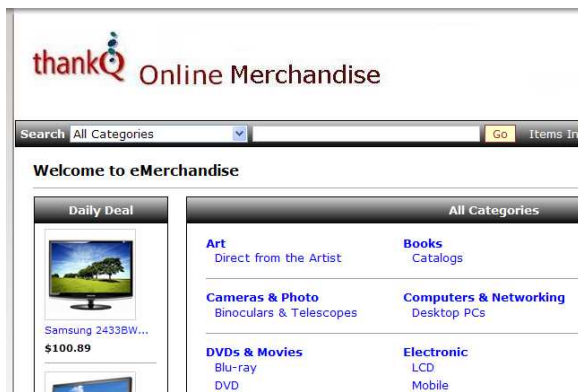 thankQ Online Merchandise
Search All Categories Go Items In
Welcome to eMerchandise
Daily Deal
All Categories
Samsung 2433BW...
$100.89
Art
Direct from the Artist
Books
Catalogs
Cameras & Photo
Binoculars & Telescopes
Computers & Networking
Desktop PCs
DVDs & Movies
Blu-ray
DVD
Electronic
LCD
Mobile